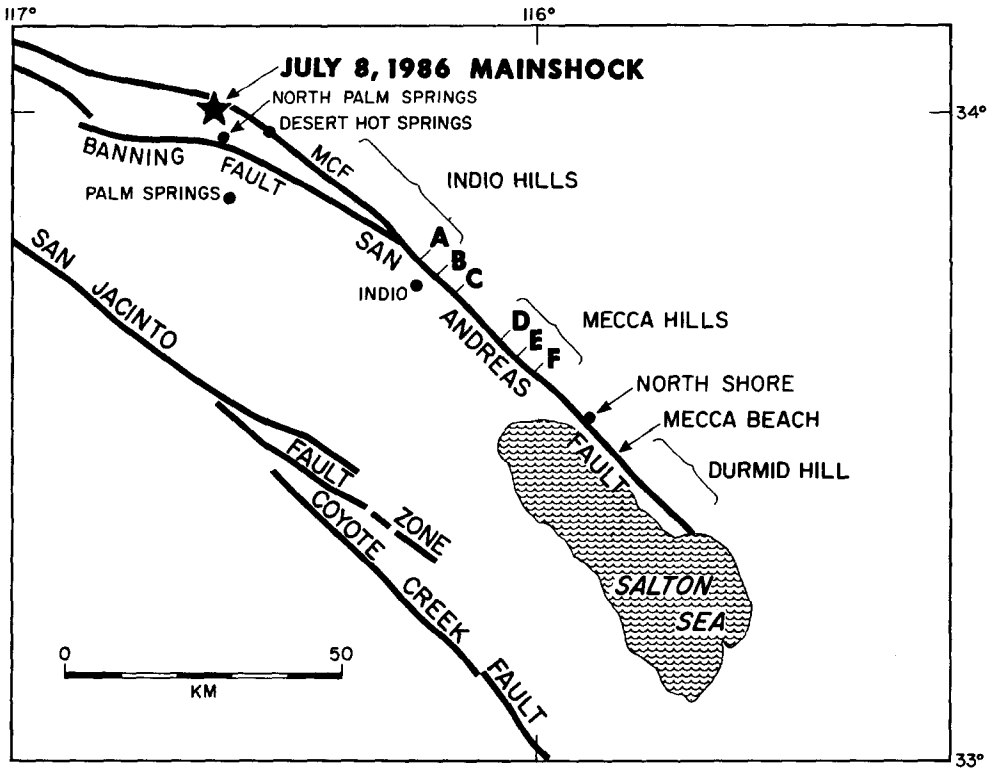 117°
116°
JULY 8, 1986 MAINSHOCK
NORTH PALM SPRINGS
34°
DESERT HOT SPRINGS
BANNING FAULT
MCF
INDIO HILLS
PALM SPRINGS
SAN ANDREAS FAULT
A
B
C
INDIO
SAN JACINTO FAULT ZONE
D
E
F
MECCA HILLS
NORTH SHORE
MECCA BEACH
DURMID HILL
COYOTE CREEK FAULT
SALTON
SEA
0 50
KM
33°